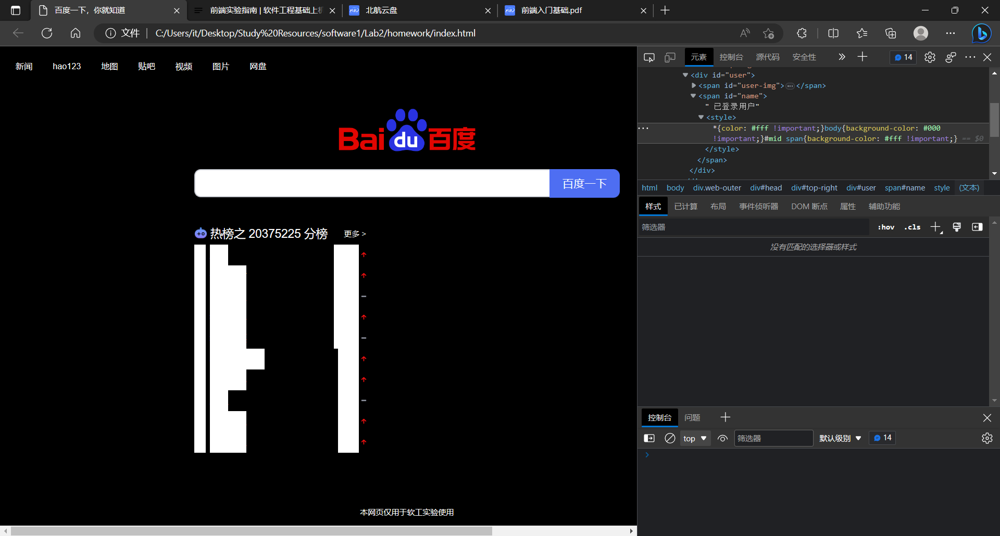 百度一下，你就知道
前端实验指南 | 软件工程基础上机
北航云盘
前端入门基础.pdf
文件 C:/Users/it/Desktop/Study%20Resources/software1/Lab2/homework/index.html
新闻 hao123 地图 贴吧 视频 图片 网盘
Bai du 百度
百度一下
热榜之 20375225 分榜 更多 >
本网页仅用于软工实验使用
元素 控制台 源代码 安全性 14
<div id="user">
<span id="user-img">…</span>
<span id="name">
" 已登录用户"
<style>
*{color: #fff !important;}body{background-color: #000
!important;}#mid span{background-color: #fff !important;} == $0
</style>
</span>
</div>
html body div.web-outer div#head div#top-right div#user span#name style (文本)
样式 已计算 布局 事件侦听器 DOM 断点 属性 辅助功能
筛选器 :hov .cls
没有匹配的选择器或样式
控制台 问题
top 筛选器 默认级别 14